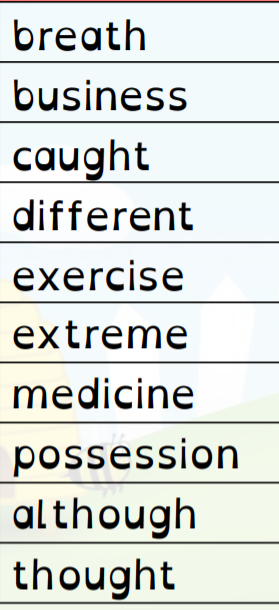 breath
business
caught
different
exercise
extreme
medicine
possession
although
thought